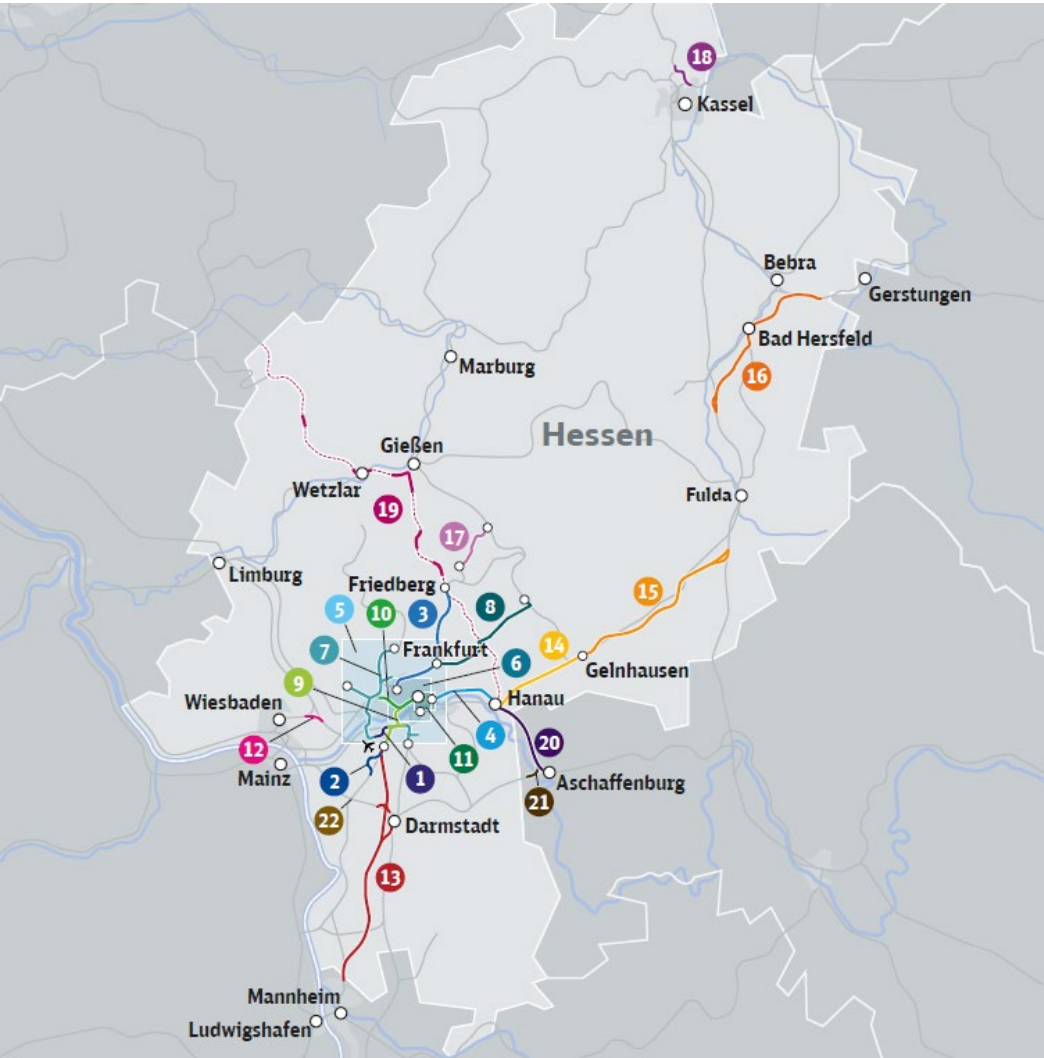 18
Kassel
Bebra
Gerstungen
Bad Hersfeld
16
Marburg
Hessen
Gießen
Wetzlar
19
Fulda
17
Limburg
Friedberg
15
5
10
3
8
7
Frankfurt
14
6
Gelnhausen
9
Wiesbaden
Hanau
12
4
20
11
Mainz
2
1
Aschaffenburg
21
22
Darmstadt
13
Mannheim
Ludwigshafen